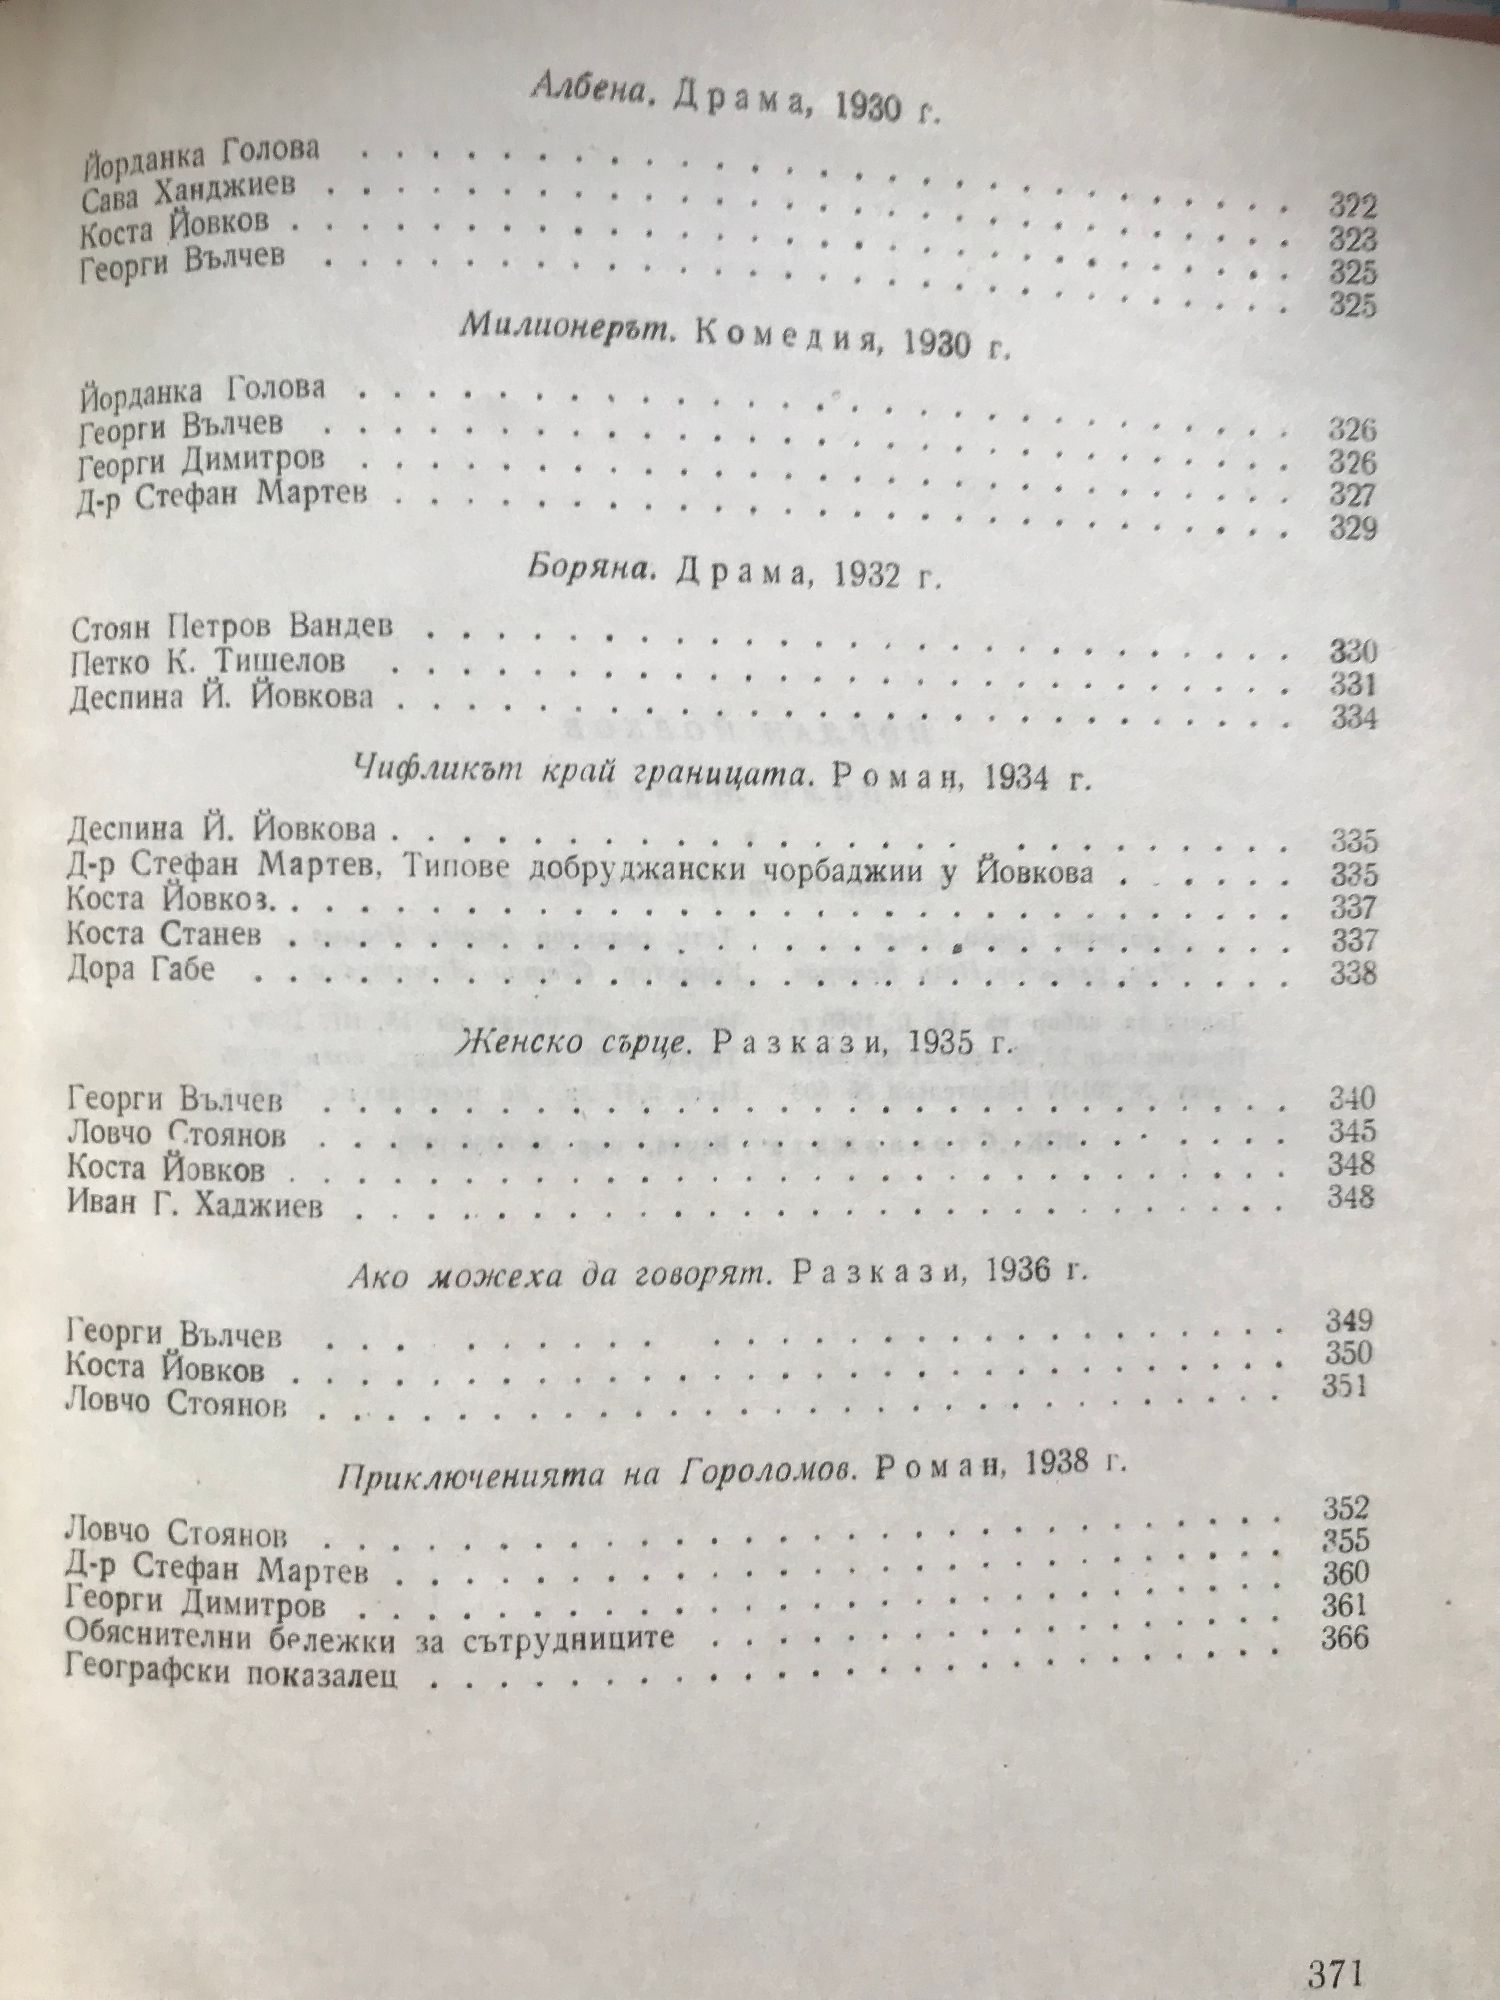 Албена. Драма, 1930 г.
Йорданка Голова . . . . . . . . . . . . . . . . . . . . . . . . . . 322
Сава Ханджиев . . . . . . . . . . . . . . . . . . . . . . . . . . . 323
Коста Йовков . . . . . . . . . . . . . . . . . . . . . . . . . . . . 325
Георги Вълчев . . . . . . . . . . . . . . . . . . . . . . . . . . . 325
Милионерът. Комедия, 1930 г.
Йорданка Голова . . . . . . . . . . . . . . . . . . . . . . . . . . 326
Георги Вълчев . . . . . . . . . . . . . . . . . . . . . . . . . . . 326
Георги Димитров . . . . . . . . . . . . . . . . . . . . . . . . . . 327
Д-р Стефан Мартев . . . . . . . . . . . . . . . . . . . . . . . . . 329
Боряна. Драма, 1932 г.
Стоян Петров Вандев . . . . . . . . . . . . . . . . . . . . . . . . 330
Петко К. Тишелов . . . . . . . . . . . . . . . . . . . . . . . . . 331
Деспина Й. Йовкова . . . . . . . . . . . . . . . . . . . . . . . . . 334
Чифликът край границата. Роман, 1934 г.
Деспина Й. Йовкова . . . . . . . . . . . . . . . . . . . . . . . . 335
Д-р Стефан Мартев, Типове добруджански чорбаджии у Йовкова . . . . . . 335
Коста Йовкоз. . . . . . . . . . . . . . . . . . . . . . . . . . . . . 337
Коста Станев . . . . . . . . . . . . . . . . . . . . . . . . . . . . 337
Дора Габе . . . . . . . . . . . . . . . . . . . . . . . . . . . . . 338
Женско сърце. Разкази, 1935 г.
Георги Вълчев . . . . . . . . . . . . . . . . . . . . . . . . . . . 340
Ловчо Стоянов . . . . . . . . . . . . . . . . . . . . . . . . . . . 345
Коста Йовков . . . . . . . . . . . . . . . . . . . . . . . . . . . . 348
Иван Г. Хаджиев . . . . . . . . . . . . . . . . . . . . . . . . . . 348
Ако можеха да говорят. Разкази, 1936 г.
Георги Вълчев . . . . . . . . . . . . . . . . . . . . . . . . . . 349
Коста Йовков . . . . . . . . . . . . . . . . . . . . . . . . . . . . 350
Ловчо Стоянов . . . . . . . . . . . . . . . . . . . . . . . . . . . 351
Приключенията на Гороломов. Роман, 1938 г.
Ловчо Стоянов . . . . . . . . . . . . . . . . . . . . . . . . . . . 352
Д-р Стефан Мартев . . . . . . . . . . . . . . . . . . . . . . . . . 355
Георги Димитров . . . . . . . . . . . . . . . . . . . . . . . . . . 360
Обяснителни бележки за сътрудниците . . . . . . . . . . . . . . . . 361
Географски показалец . . . . . . . . . . . . . . . . . . . . . . . . 366
371